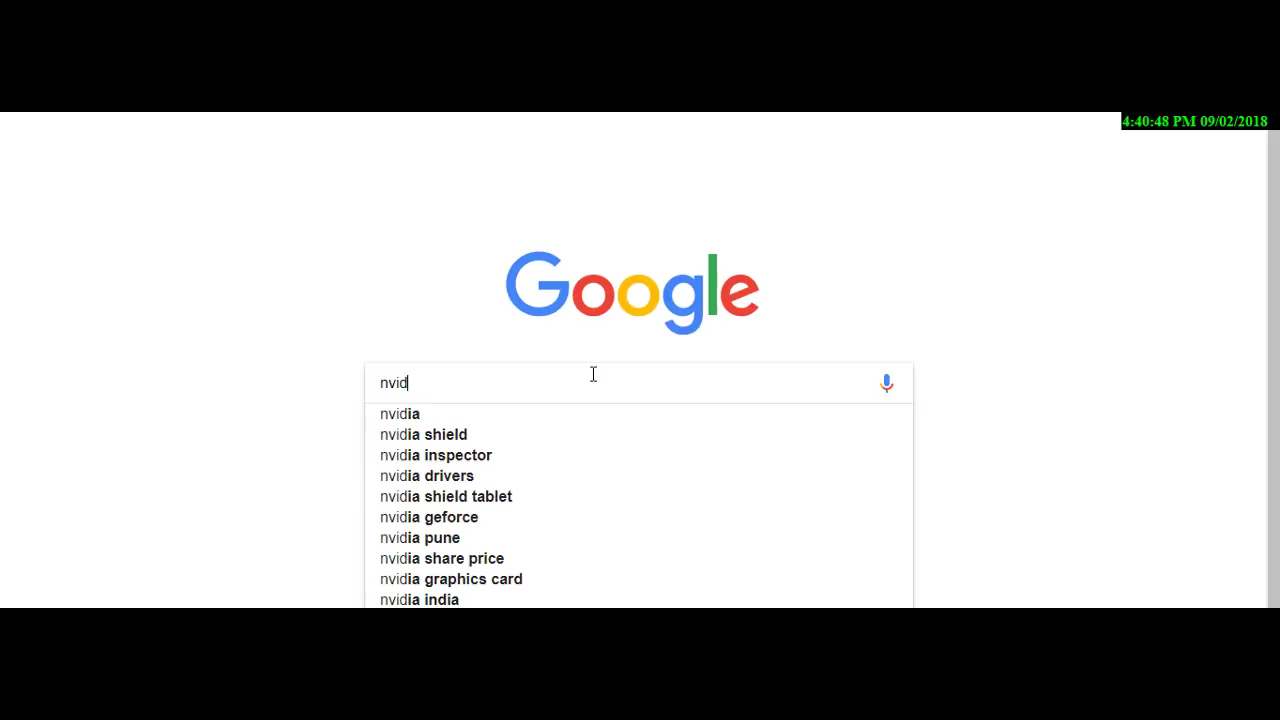 4:40:48 PM 09/02/2018
Google
nvid
nvidia
nvidia shield
nvidia inspector
nvidia drivers
nvidia shield tablet
nvidia geforce
nvidia pune
nvidia share price
nvidia graphics card
nvidia india